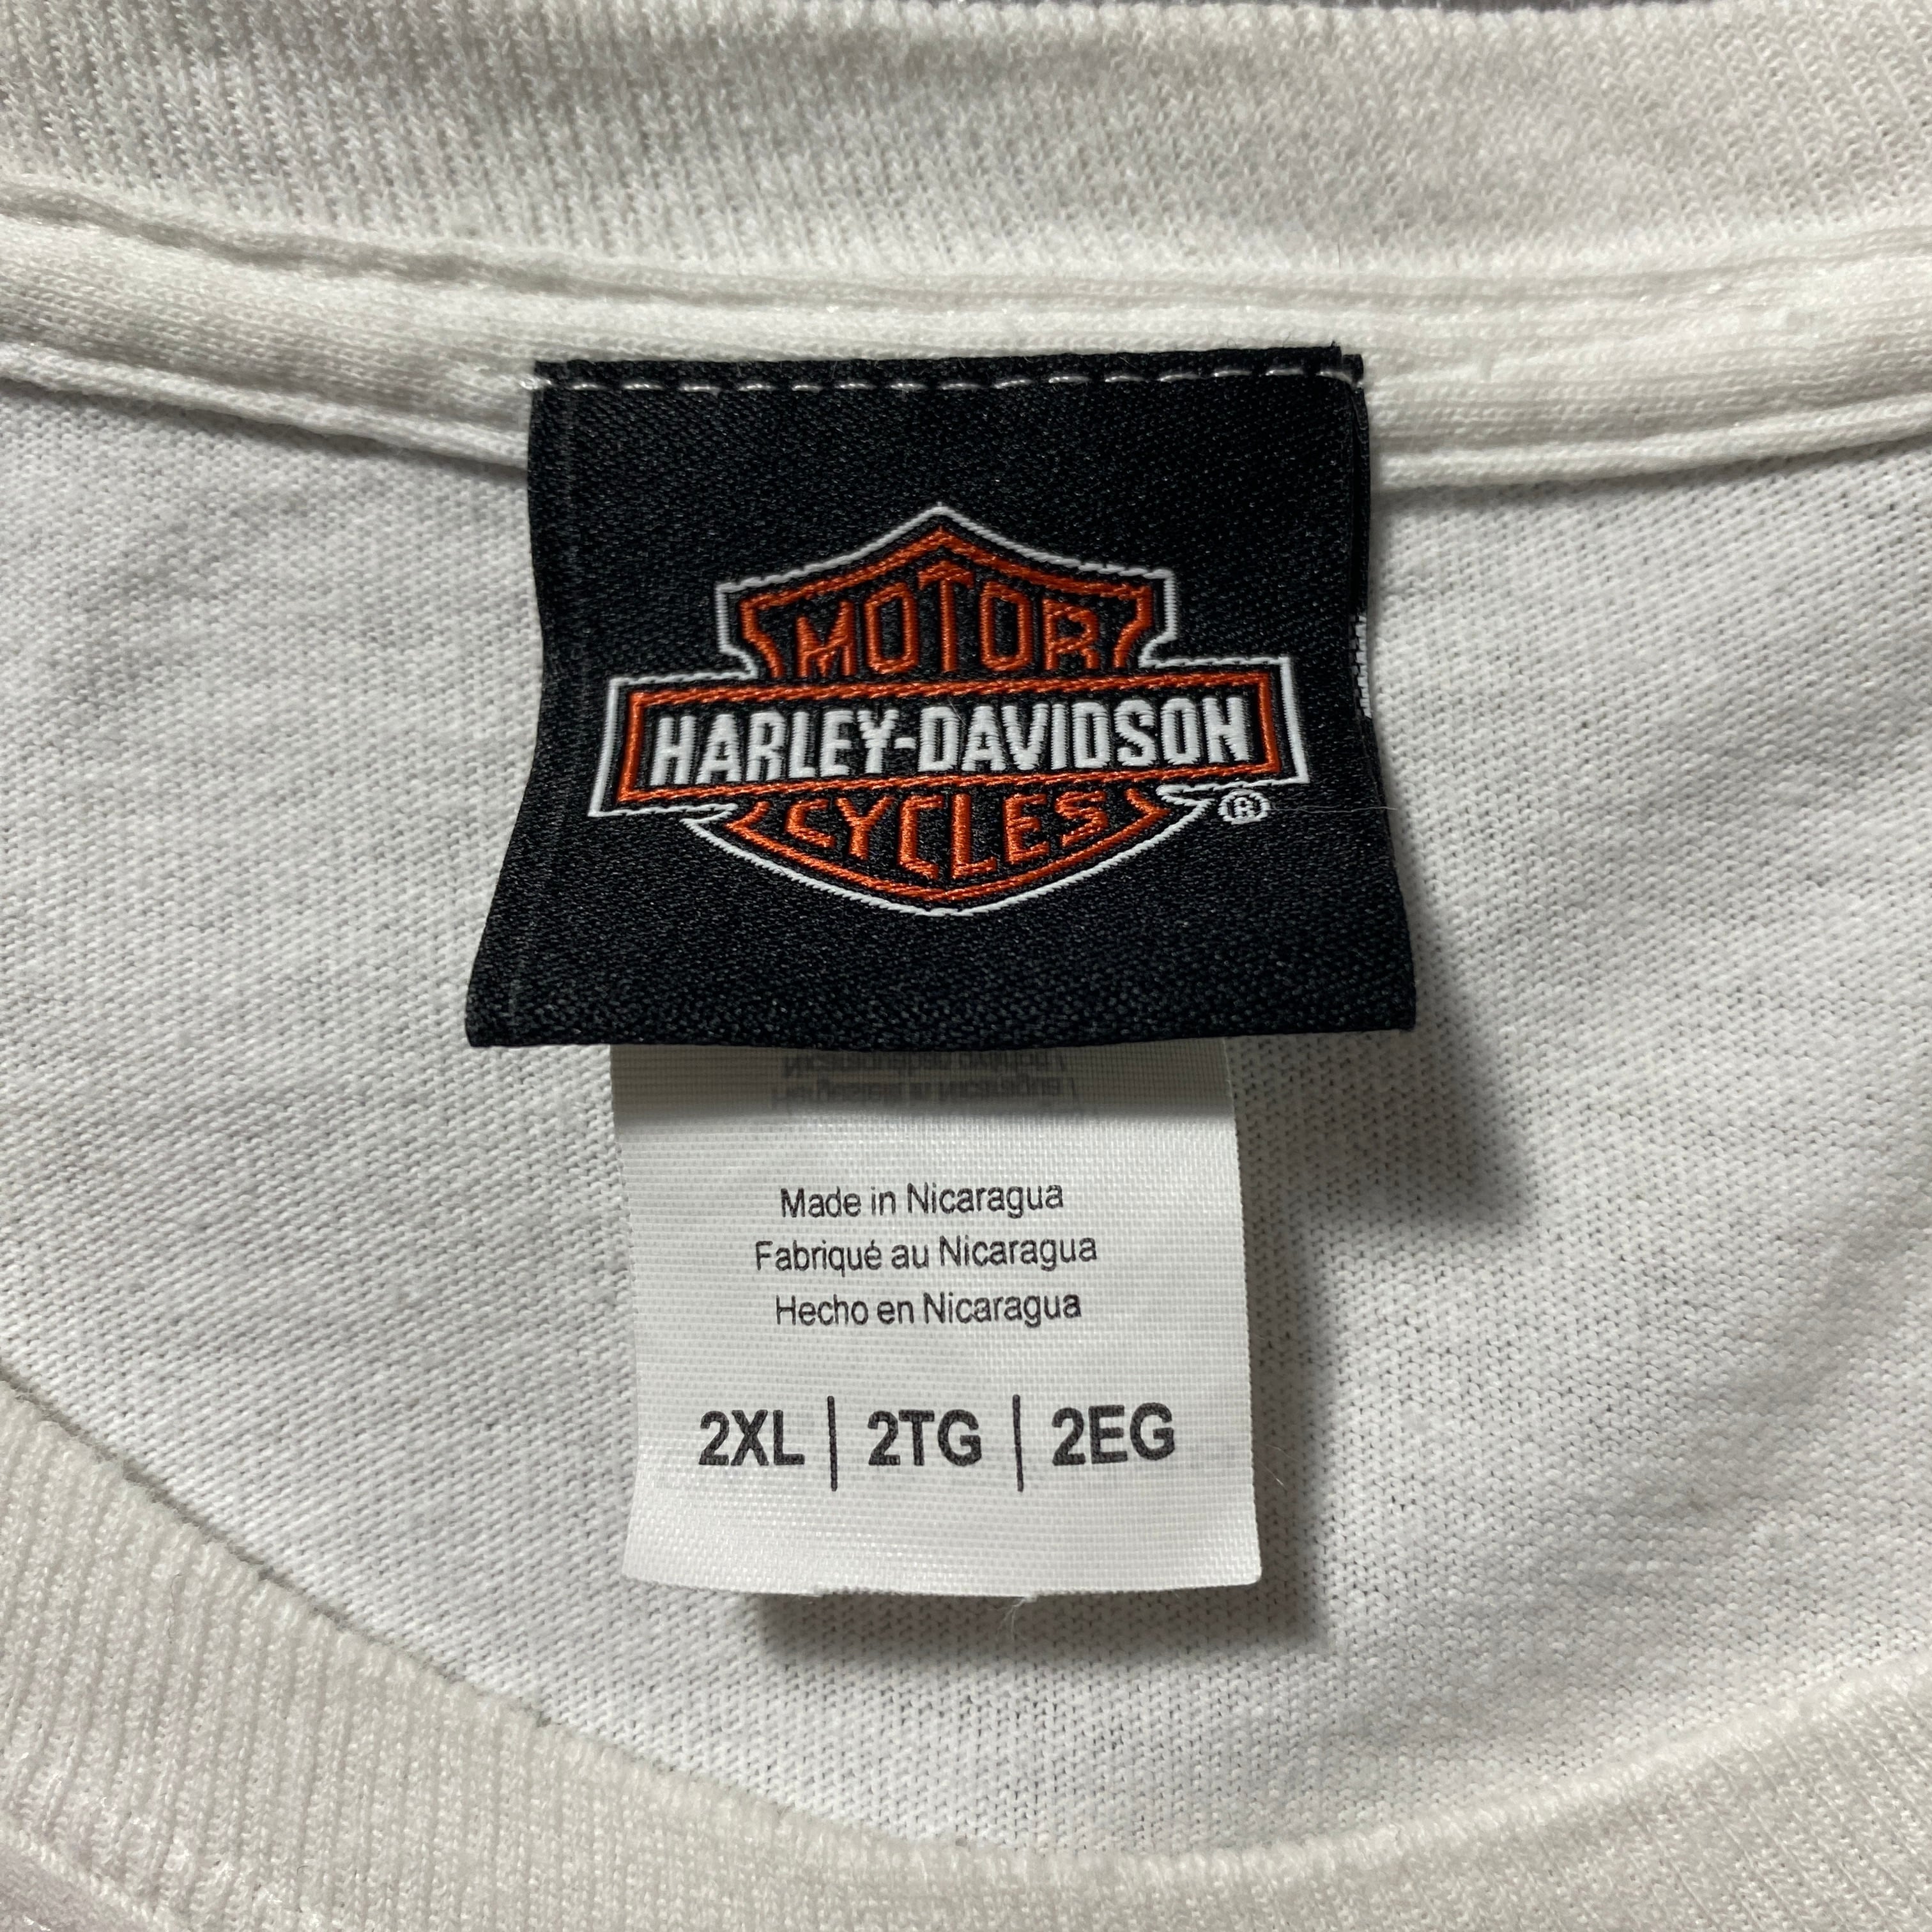 MOTOR
HARLEY-DAVIDSON
CYCLES
®
Made in Nicaragua
Fabriqué au Nicaragua
Hecho en Nicaragua
2XL | 2TG | 2EG